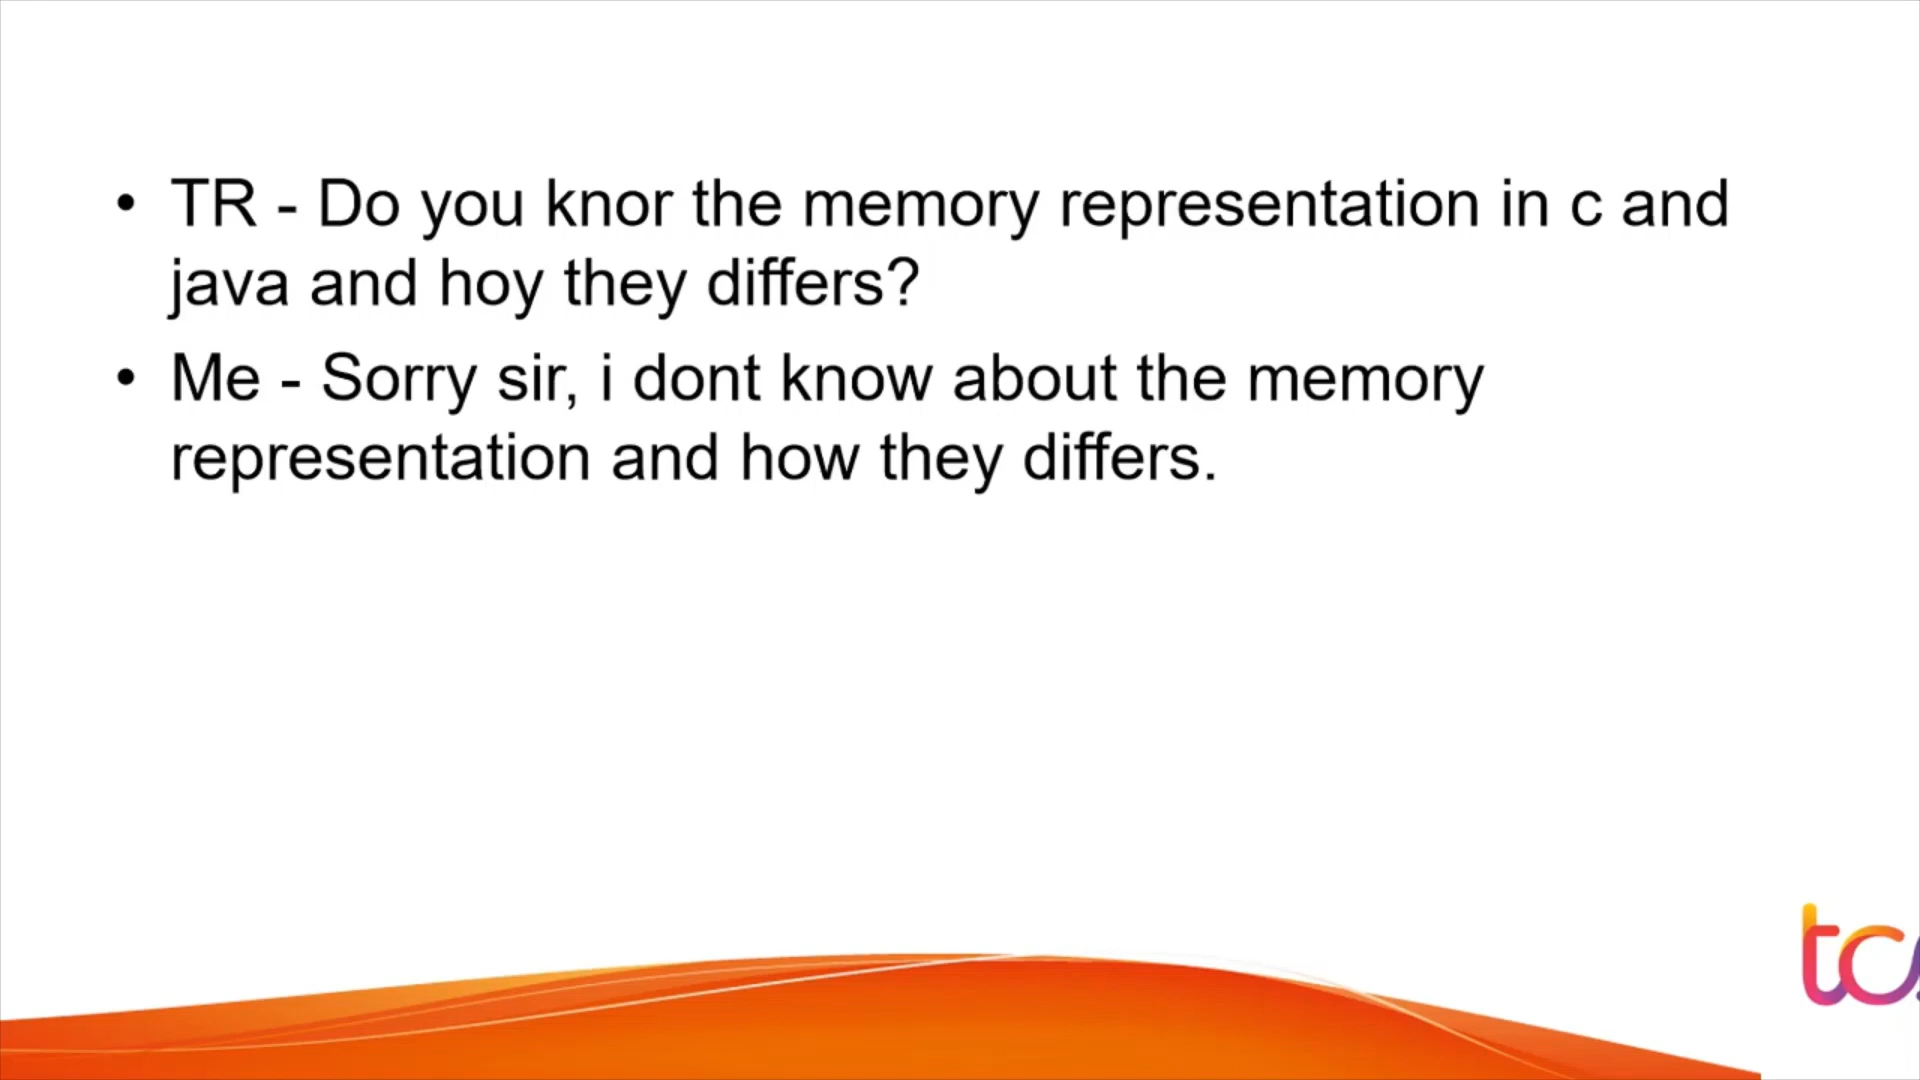 • TR - Do you knor the memory representation in c and
java and hoy they differs?
• Me - Sorry sir, i dont know about the memory
representation and how they differs.
tc